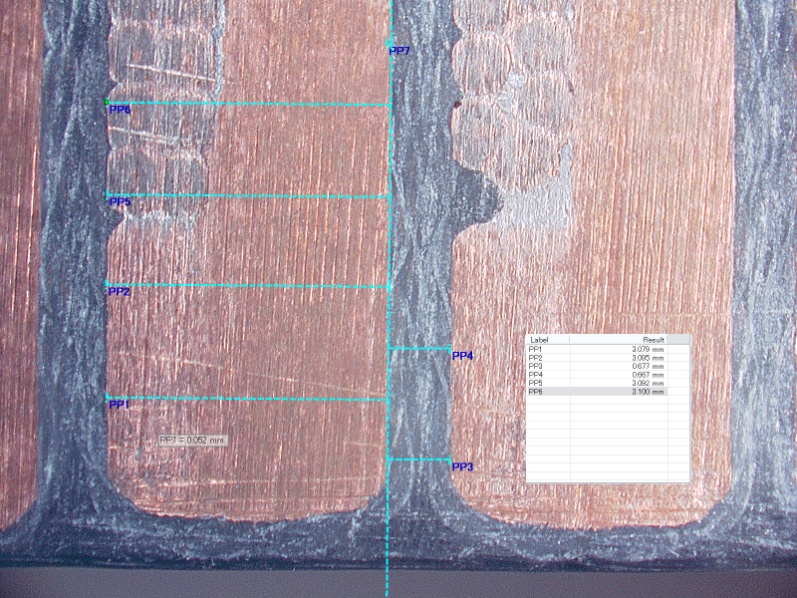 PP7
PP6
PP5
PP2
PP4
PP1
PP3
PP7 = 0.052 mm
Label Result
PP1 3.079 mm
PP2 3.095 mm
PP3 0.677 mm
PP4 0.667 mm
PP5 3.092 mm
PP6 3.100 mm